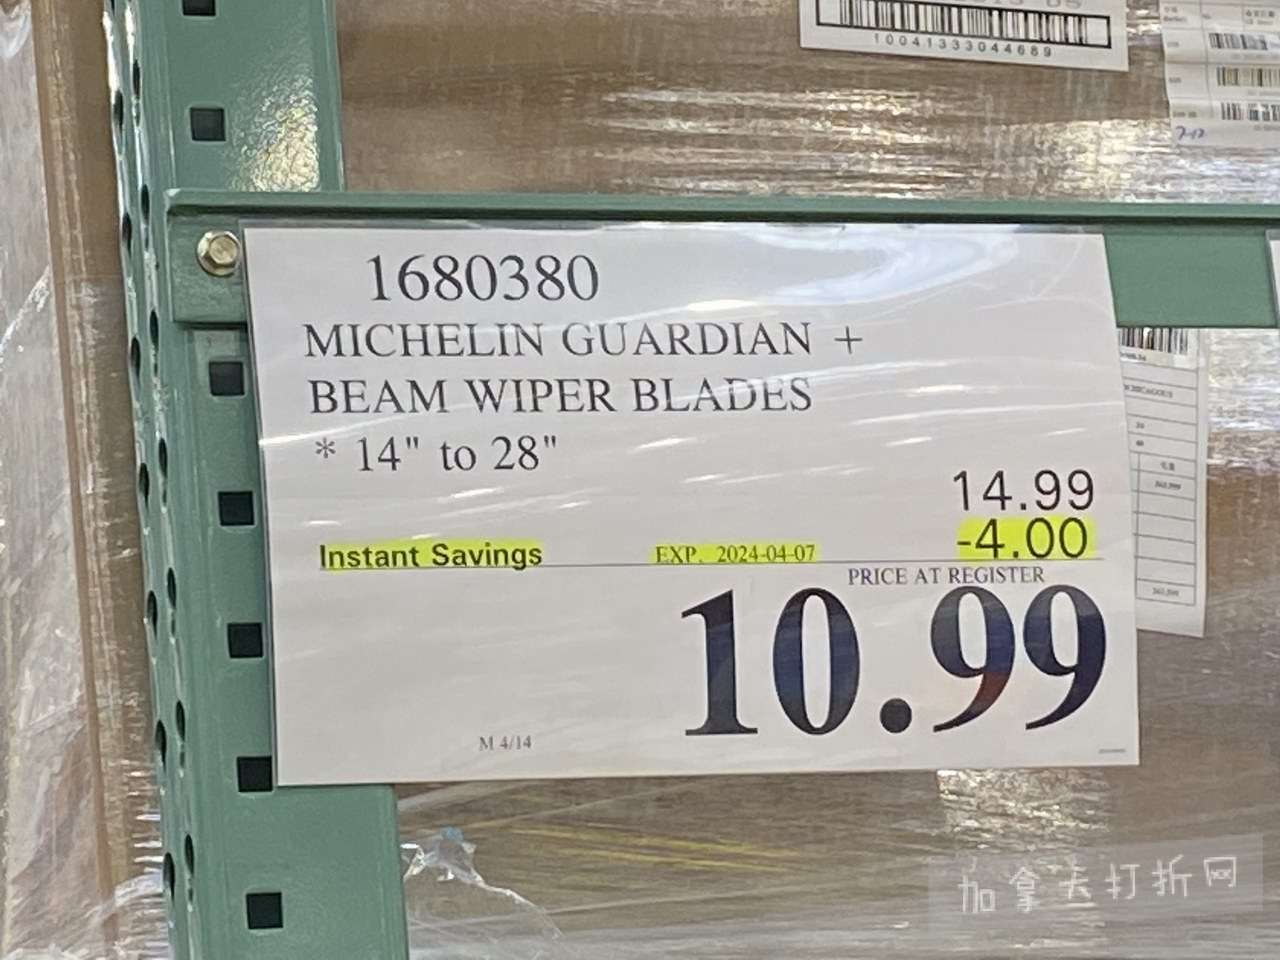 10041333044689
1680380
MICHELIN GUARDIAN +
BEAM WIPER BLADES
* 14" to 28"
14.99
Instant Savings EXP. 2024-04-07 -4.00
PRICE AT REGISTER
10.99
M 4/14
加拿大打折网